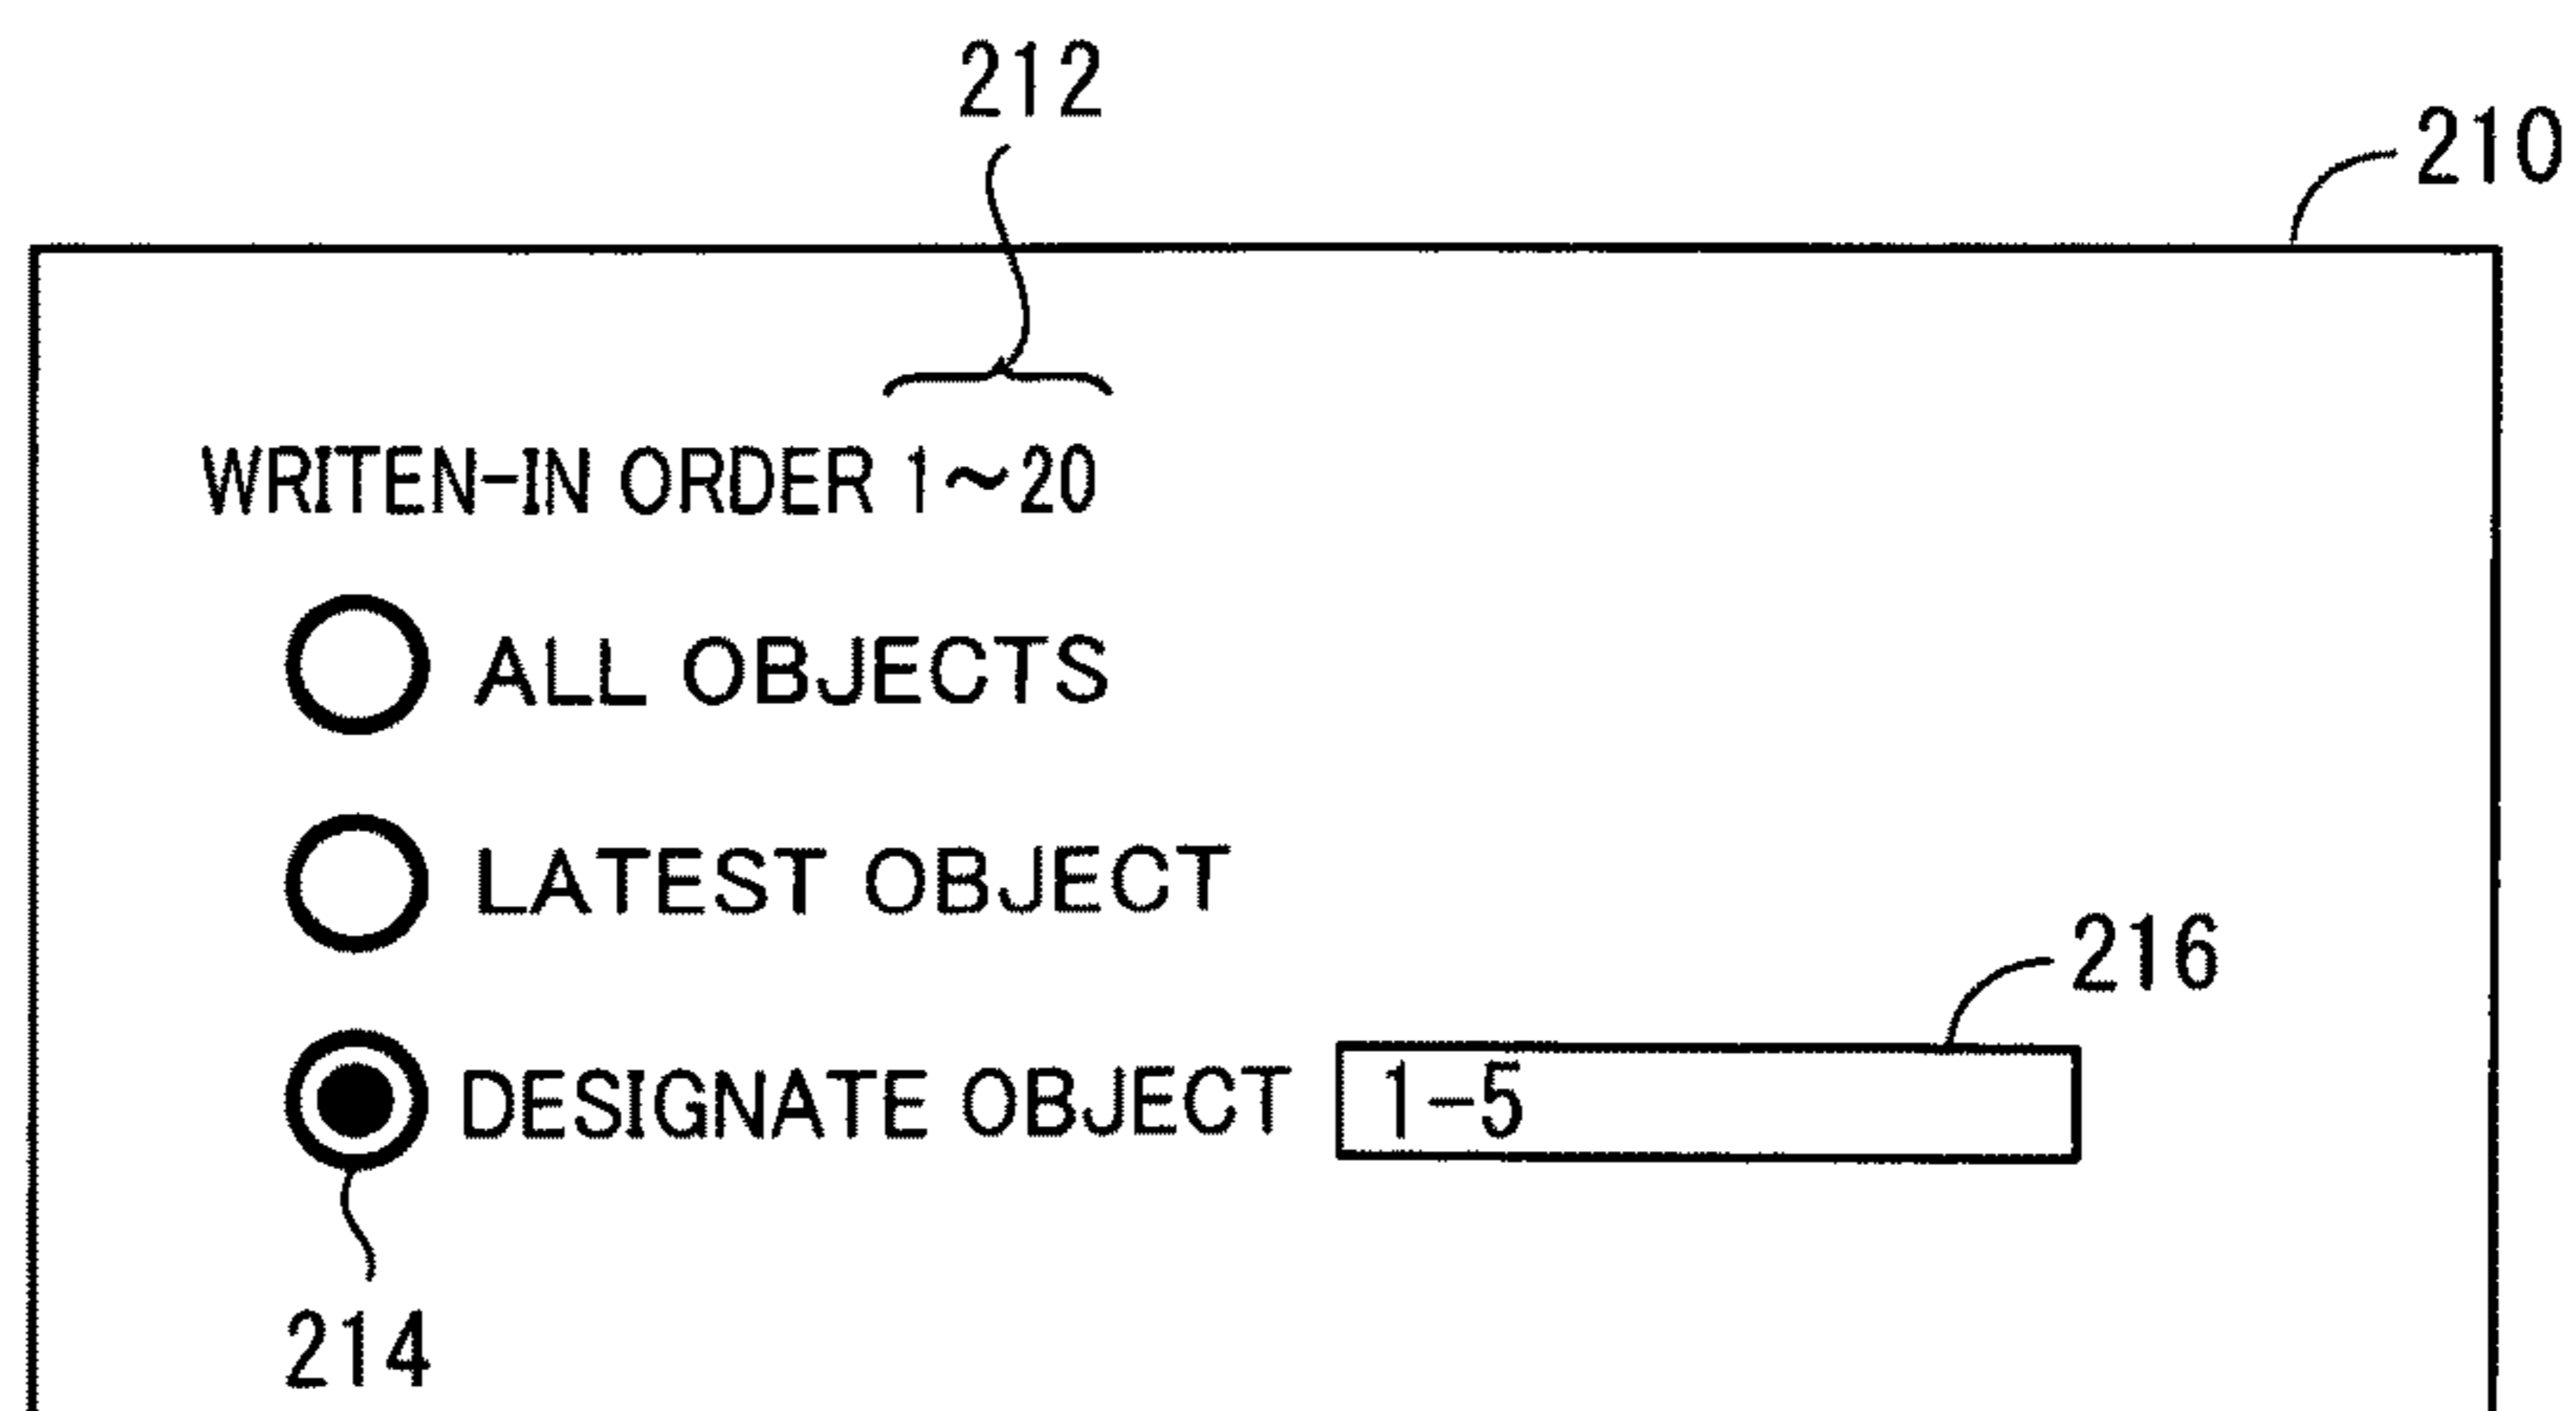 212
210
WRITEN-IN ORDER 1~20
ALL OBJECTS
LATEST OBJECT
216
DESIGNATE OBJECT 1-5
214